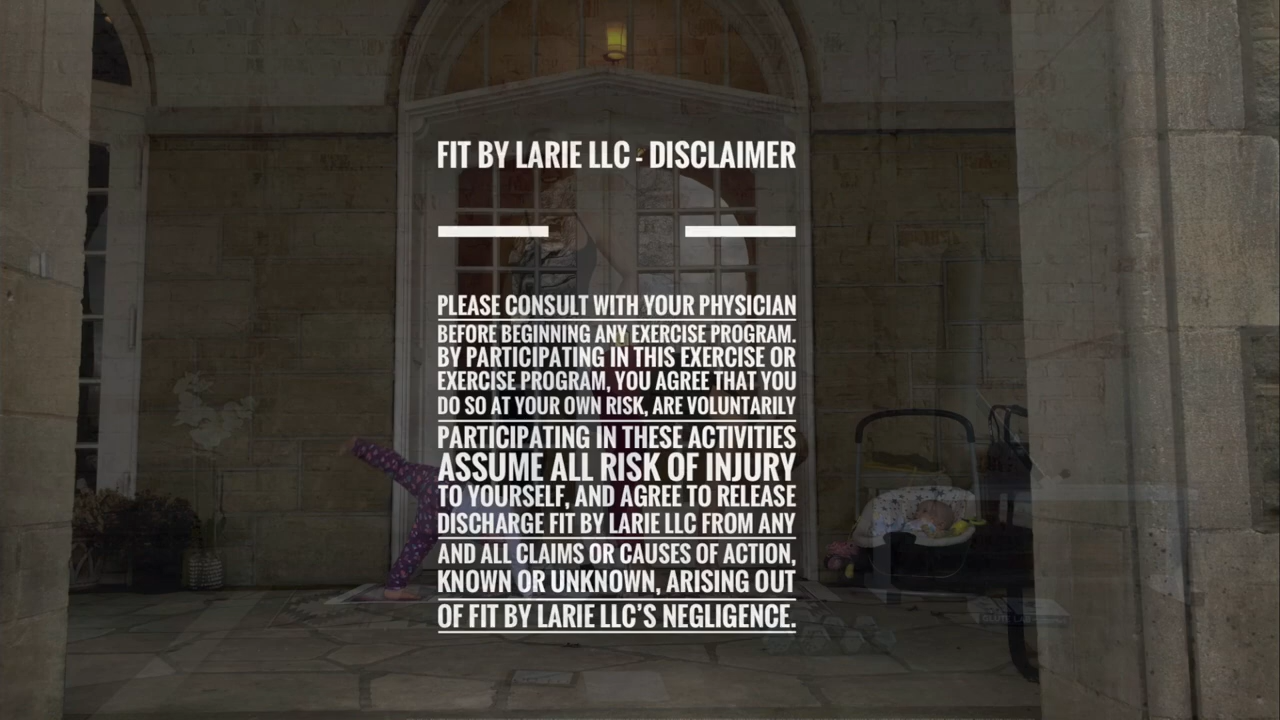 FIT BY LARIE LLC - DISCLAIMER
PLEASE CONSULT WITH YOUR PHYSICIAN
BEFORE BEGINNING ANY EXERCISE PROGRAM.
BY PARTICIPATING IN THIS EXERCISE OR
EXERCISE PROGRAM, YOU AGREE THAT YOU
DO SO AT YOUR OWN RISK, ARE VOLUNTARILY
PARTICIPATING IN THESE ACTIVITIES
ASSUME ALL RISK OF INJURY
TO YOURSELF, AND AGREE TO RELEASE
DISCHARGE FIT BY LARIE LLC FROM ANY
AND ALL CLAIMS OR CAUSES OF ACTION,
KNOWN OR UNKNOWN, ARISING OUT
OF FIT BY LARIE LLC'S NEGLIGENCE.